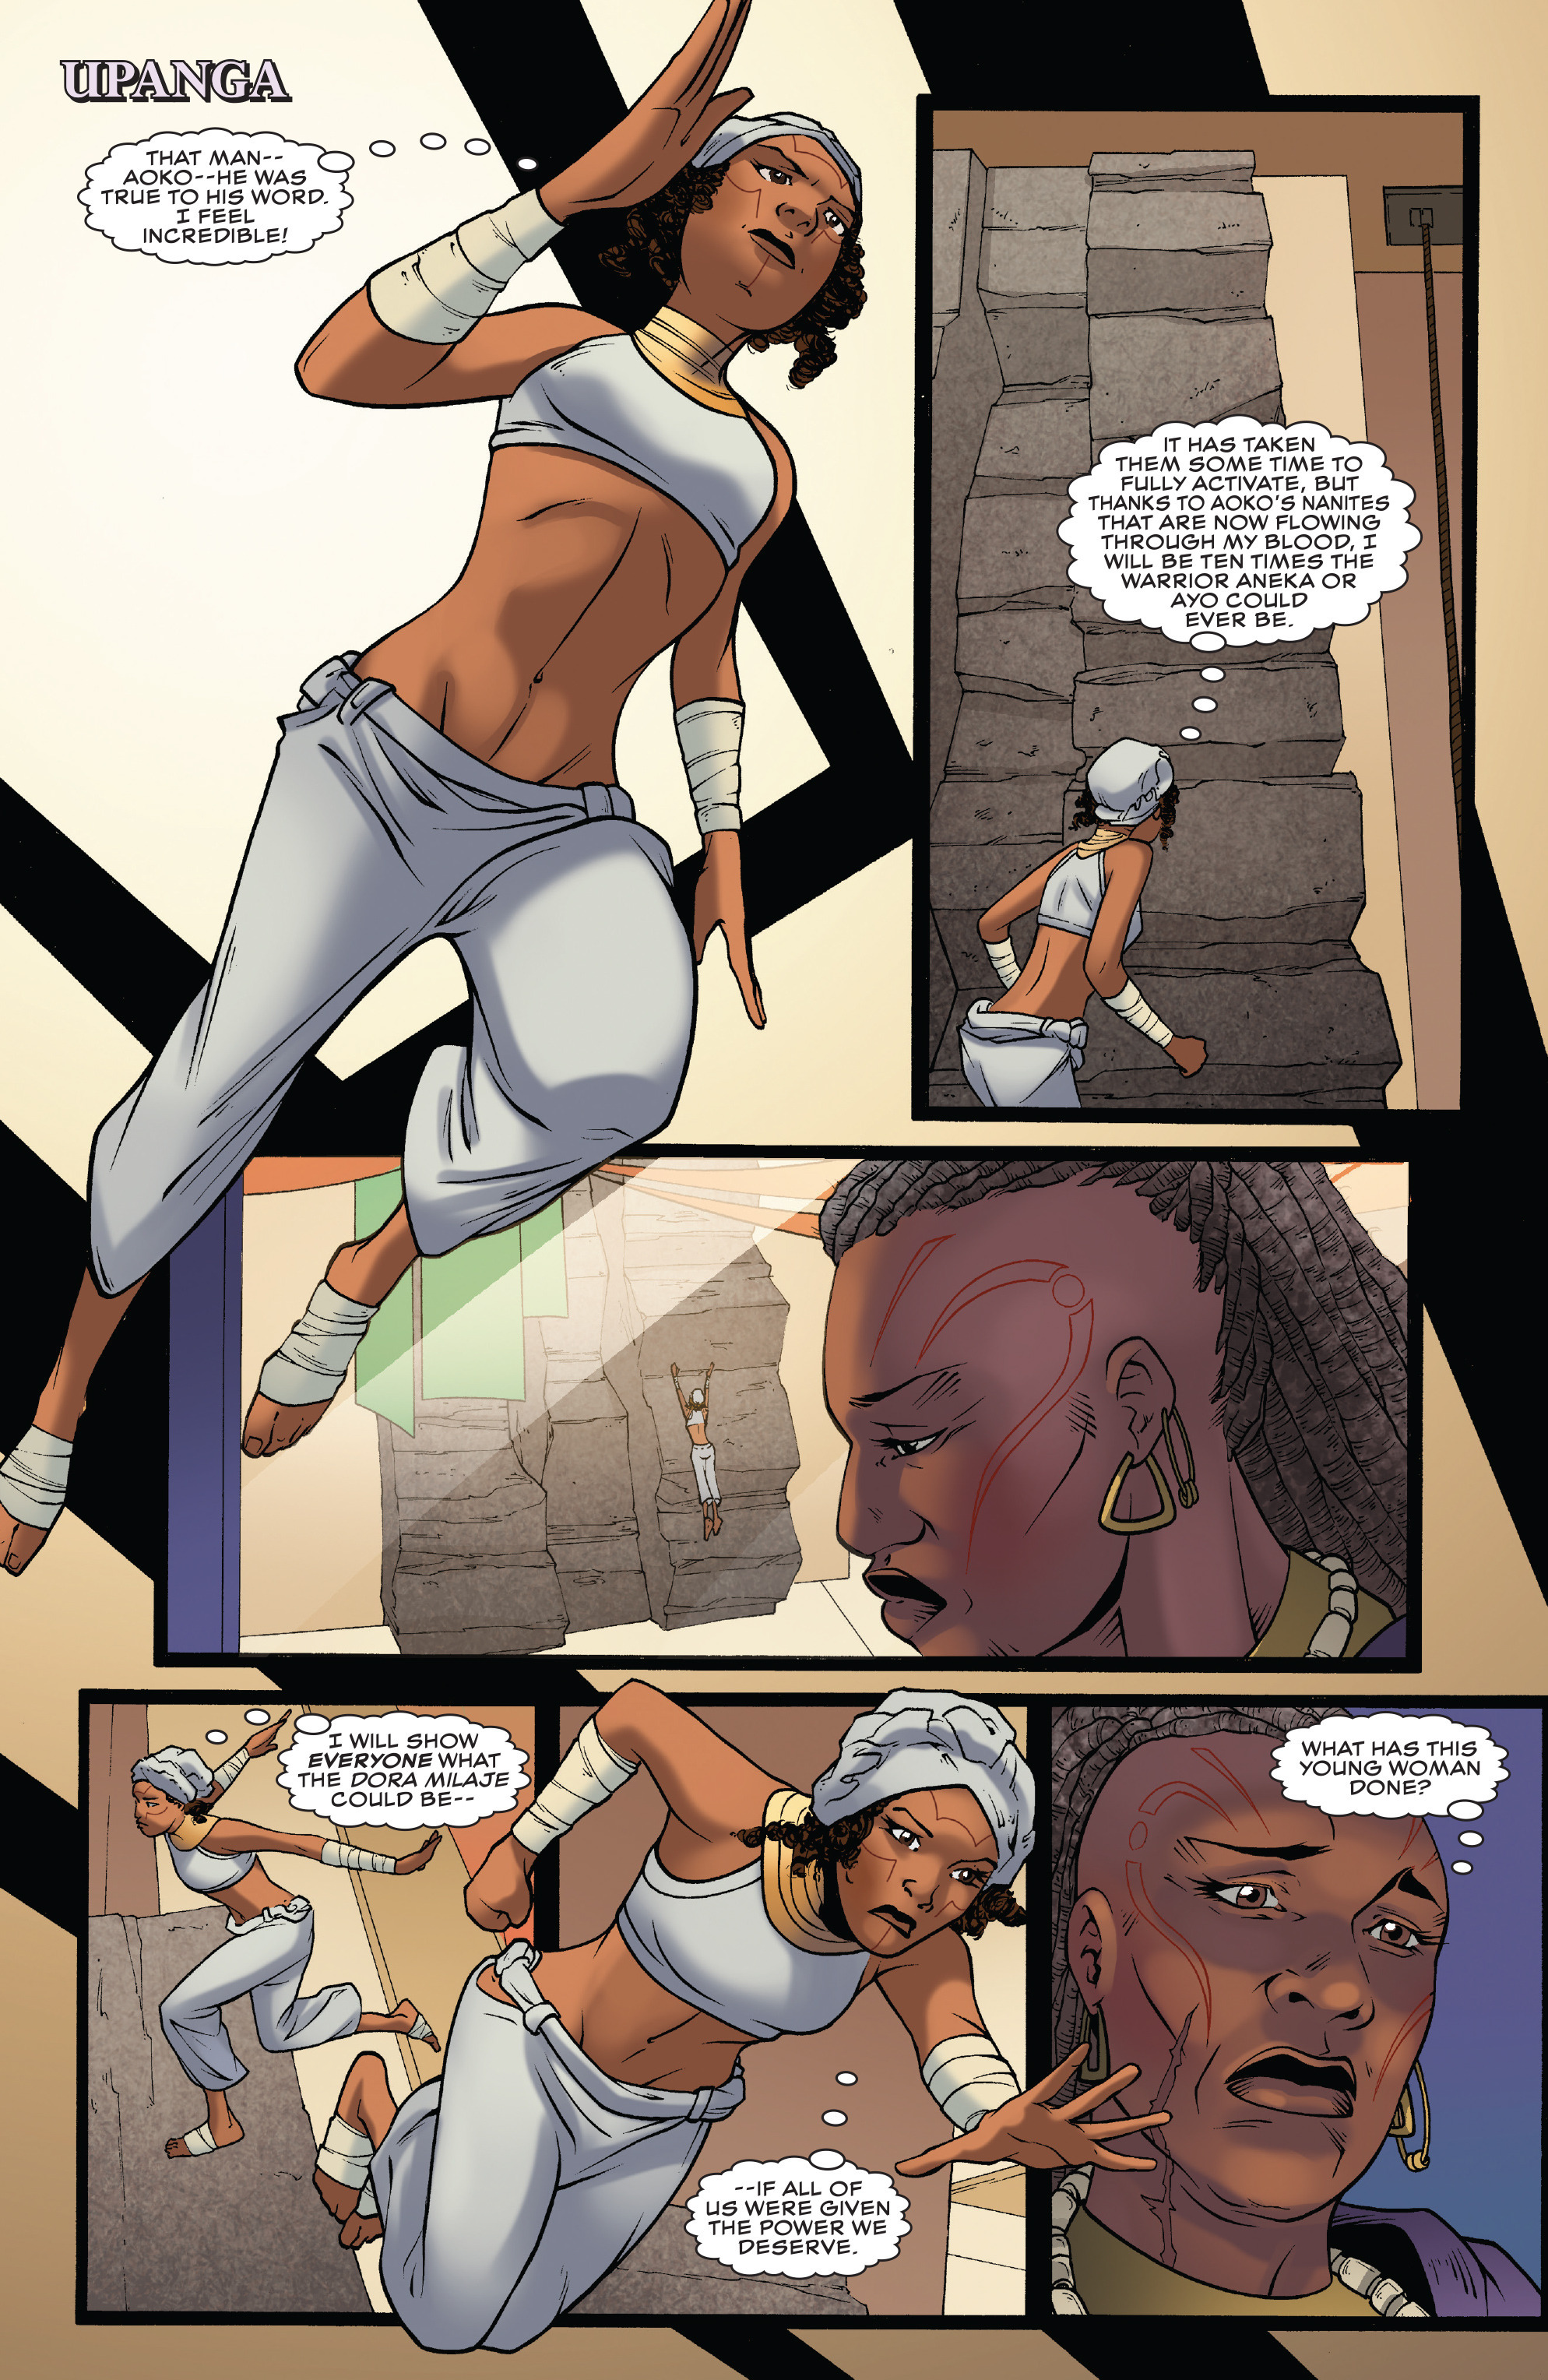 UPANGA
THAT MAN--
AOKO--HE WAS
TRUE TO HIS WORD.
I FEEL
INCREDIBLE!
IT HAS TAKEN
THEM SOME TIME TO
FULLY ACTIVATE, BUT
THANKS TO AOKO'S NANITES
THAT ARE NOW FLOWING
THROUGH MY BLOOD, I
WILL BE TEN TIMES THE
WARRIOR ANEKA OR
AYO COULD
EVER BE.
I WILL SHOW
EVERYONE WHAT
THE DORA MILAJE
COULD BE--
--IF ALL OF
US WERE GIVEN
THE POWER WE
DESERVE.
WHAT HAS THIS
YOUNG WOMAN
DONE?